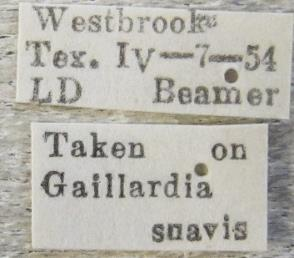 Westbrook
Tex. IV-7-54
LD Beamer
Taken on
Gaillardia
suavis